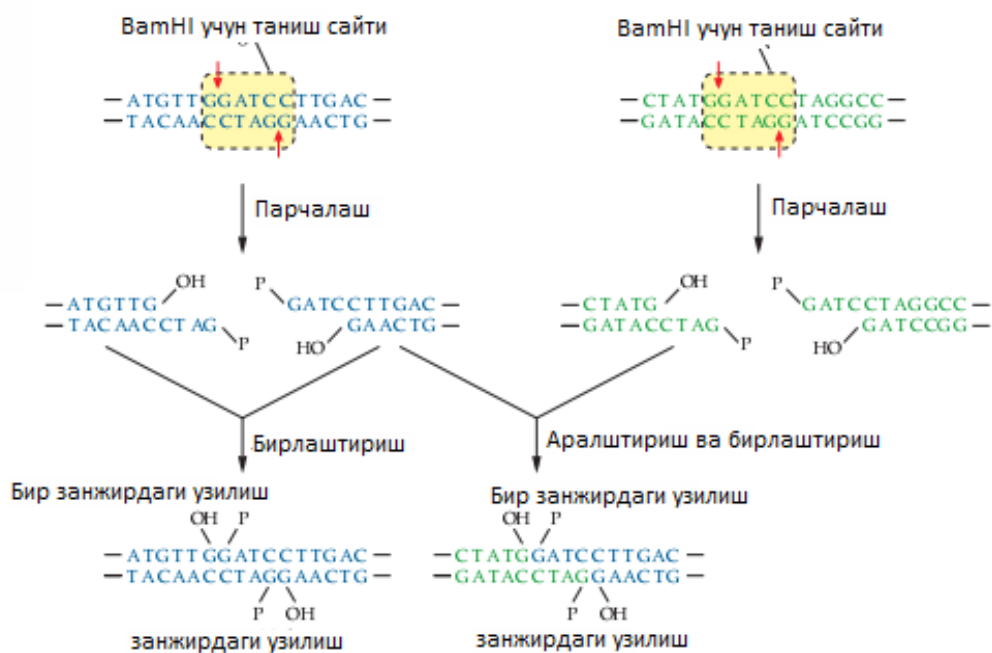 BamHI учун таниш сайти
BamHI учун таниш сайти
— ATGTTGGATCCTTGAC —
— TACAACCTAGGAACTG —
— CTATGGATCCTAGGCC —
— GATACCTAGGATCCGG —
Парчалаш
Парчалаш
OH
P
— ATGTTG
— TACAACCTAG
P
GATCCTTGAC —
GAACTG —
HO
OH
P
— CTATG
— GATACCTAG
P
GATCCTAGGCC —
GATCCGG —
HO
Бирлаштириш
Аралштириш ва бирлаштириш
Бир занжирдаги узилиш
Бир занжирдаги узилиш
OH P
OH P
— ATGTTGGATCCTTGAC —
— TACAACCTAGGAACTG —
— CTATGGATCCTTGAC —
— GATACCTAGGAACTG —
P OH
P OH
занжирдаги узилиш
занжирдаги узилиш